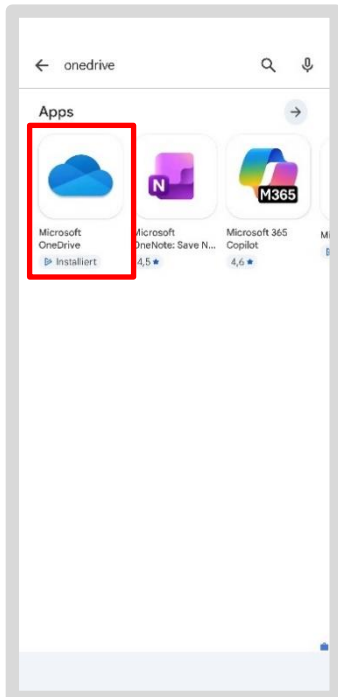 onedrive
Apps
N
M365
Microsoft
OneDrive
Installiert
Microsoft
OneNote: Save N...
4,5 ★
Microsoft 365
Copilot
4,6 ★